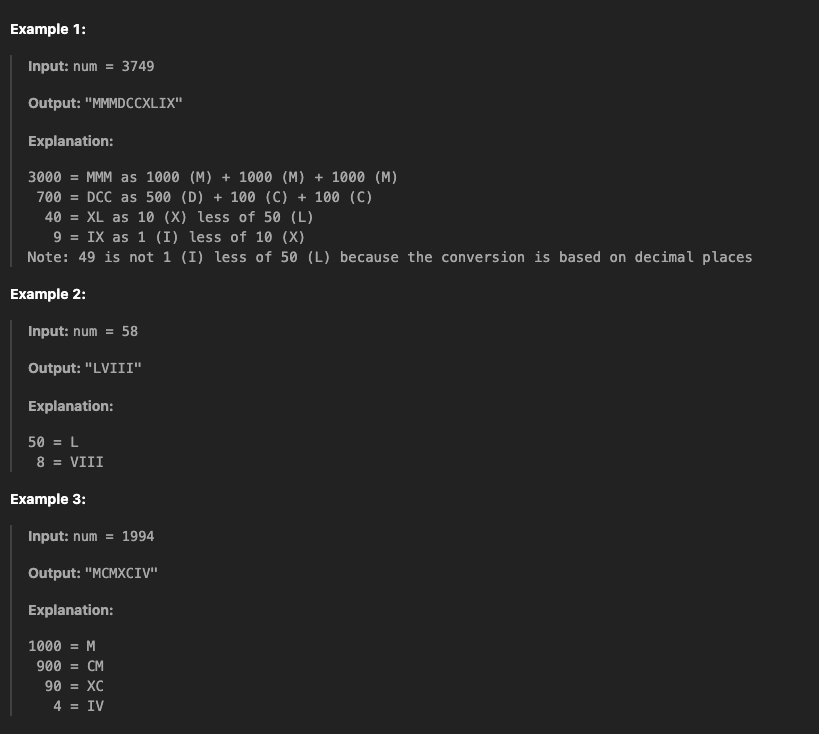 Example 1:
Input: num = 3749
Output: "MMMDCCXLIX"
Explanation:
3000 = MMM as 1000 (M) + 1000 (M) + 1000 (M)
700 = DCC as 500 (D) + 100 (C) + 100 (C)
40 = XL as 10 (X) less of 50 (L)
9 = IX as 1 (I) less of 10 (X)
Note: 49 is not 1 (I) less of 50 (L) because the conversion is based on decimal places
Example 2:
Input: num = 58
Output: "LVIII"
Explanation:
50 = L
8 = VIII
Example 3:
Input: num = 1994
Output: "MCMXCIV"
Explanation:
1000 = M
900 = CM
90 = XC
4 = IV